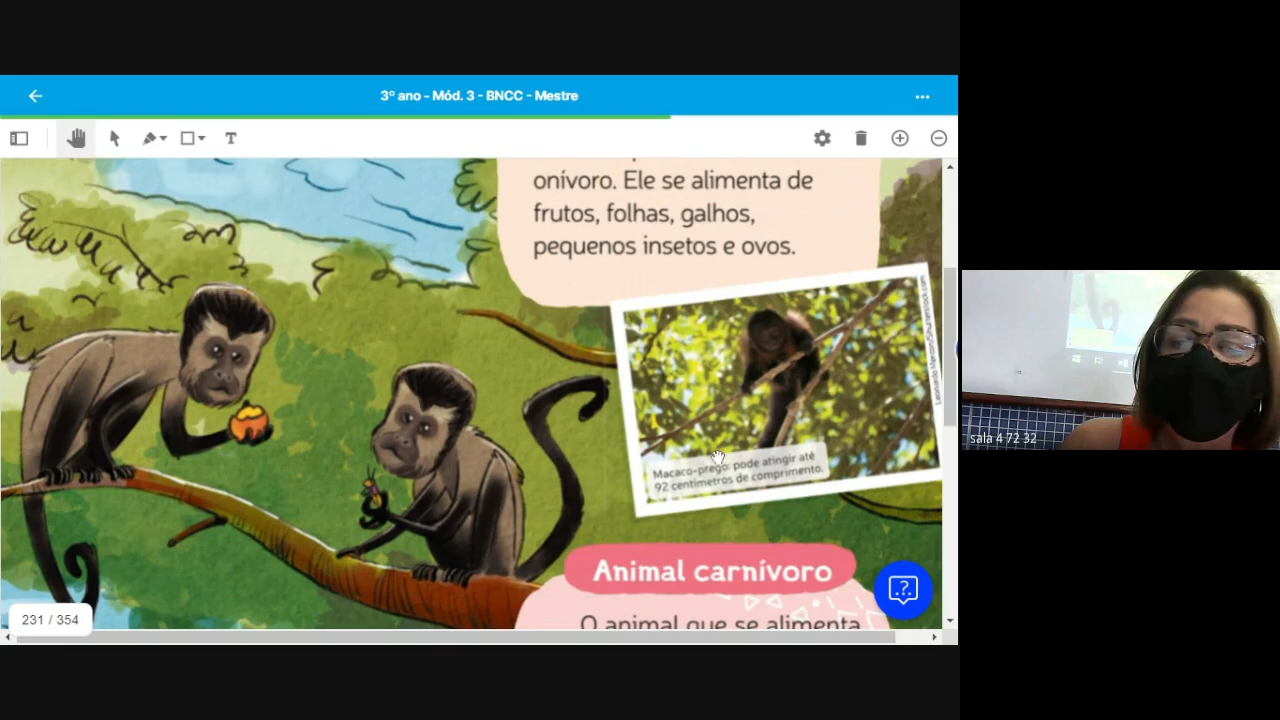 3º ano - Mód. 3 - BNCC - Mestre
T
onívoro. Ele se alimenta de
frutos, folhas, galhos,
pequenos insetos e ovos.
Macaco-prego: pode atingir até
92 centímetros de comprimento.
Animal carnívoro
O animal que se alimenta
231 / 354
sala 4 72 32